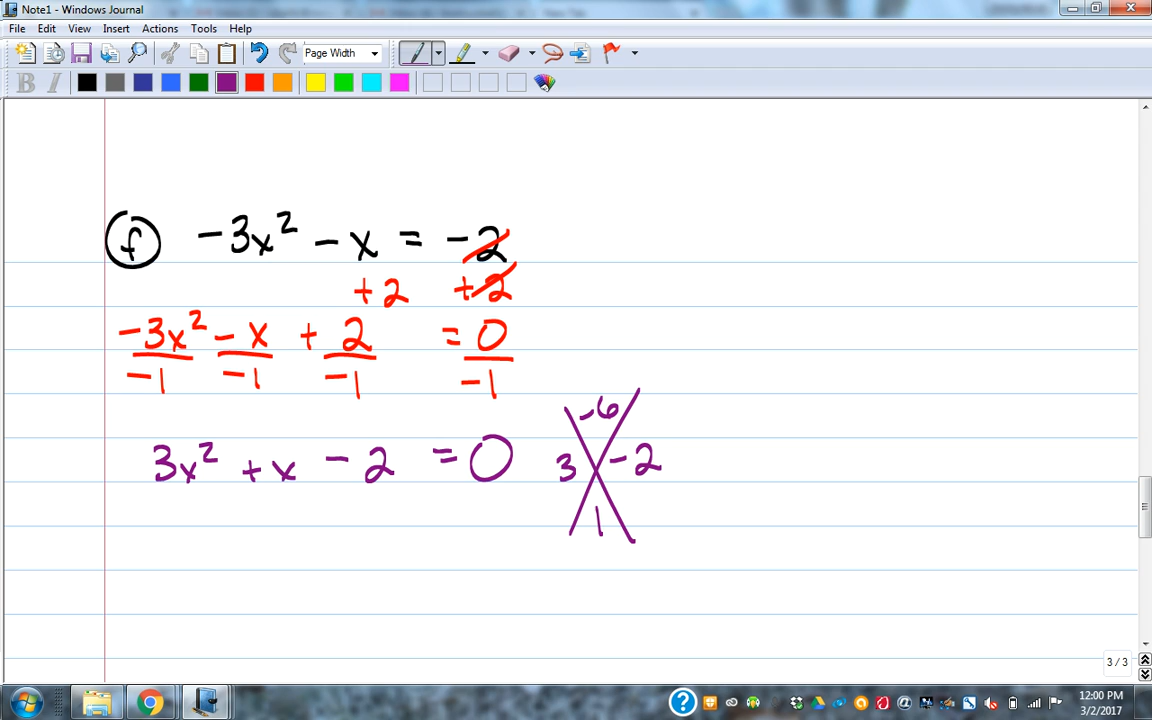 Note1 - Windows Journal
File Edit View Insert Actions Tools Help
Page Width
B I
f -3x² - x = -2
+2 +2
-3x² - x + 2 = 0
-1 -1 -1 -1
-6
3x² + x - 2 = 0 3 -2
1
3 / 3
12:00 PM
3/2/2017